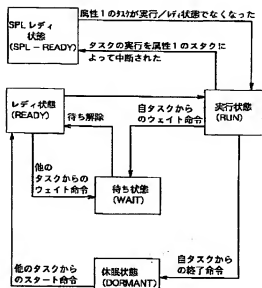 属性1のタスクが実行/レディ状態でなくなった
SPLレディ
状態
(SPL-READY)
タスクの実行を属性1のスタクに
よって中断された
レディ状態
(READY)
待ち解除
自タスクから
のウェイト命令
実行状態
(RUN)
他の
タスクからの
ウェイト命令
待ち状態
(WAIT)
他のタスクから
のスタート命令
休眠状態
(DORMANT)
自タスクから
の終了命令